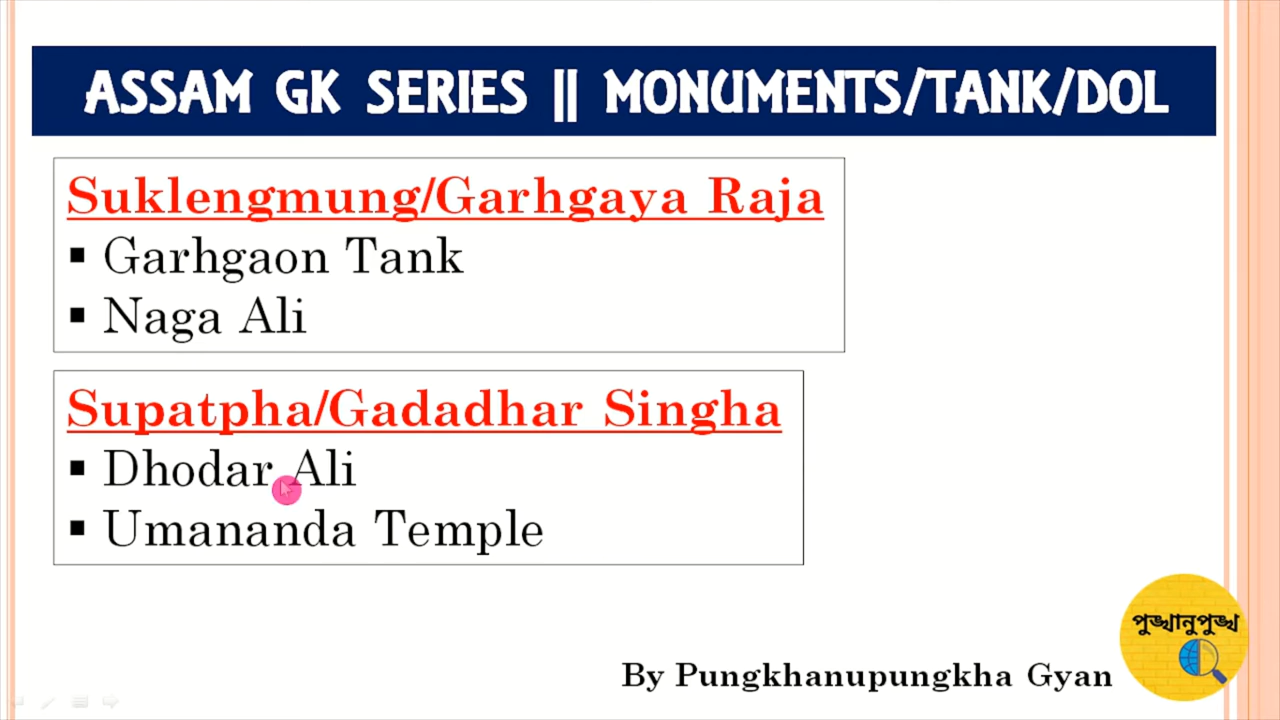 ASSAM GK SERIES || MONUMENTS/TANK/DOL
Suklengmung/Garhgaya Raja
▪ Garhgaon Tank
▪ Naga Ali
Supatpha/Gadadhar Singha
▪ Dhodar Ali
▪ Umananda Temple
পুঙ্খানুপুঙ্খ
By Pungkhanupungkha Gyan